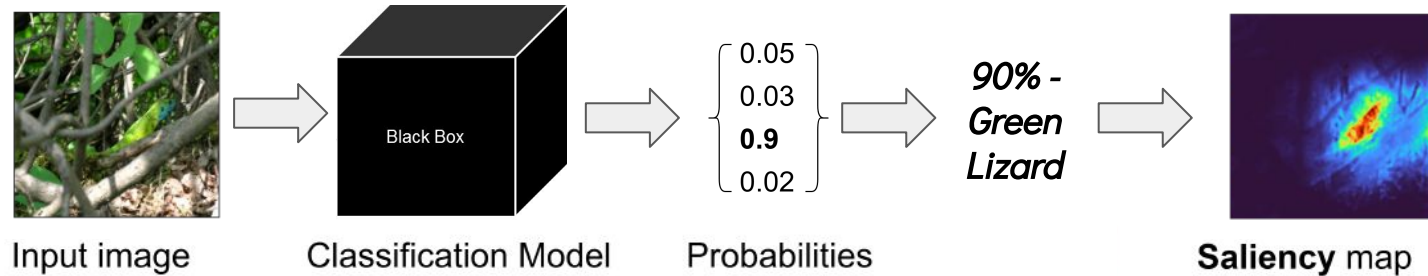 Black Box
0.05
0.03
0.9
0.02
90% -
Green
Lizard
Input image
Classification Model
Probabilities
Saliency map